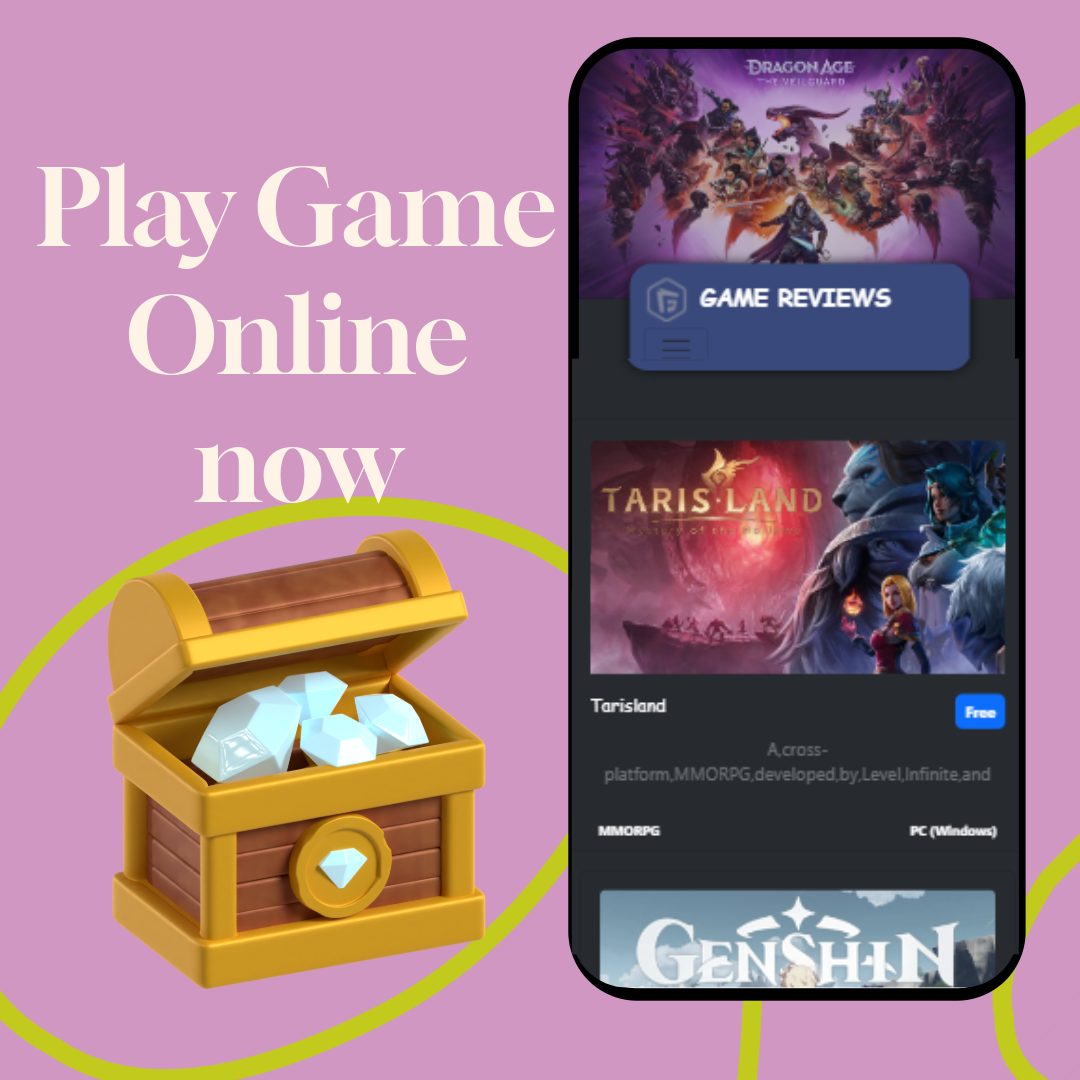 Play Game
Online
now
DRAGON AGE
THE VEILGUARD
GAME REVIEWS
TARIS·LAND
Tarisland
Free
A,cross-
platform,MMORPG,developed,by,Level,Infinite,and
MMORPG
PC (Windows)
GENSHIN